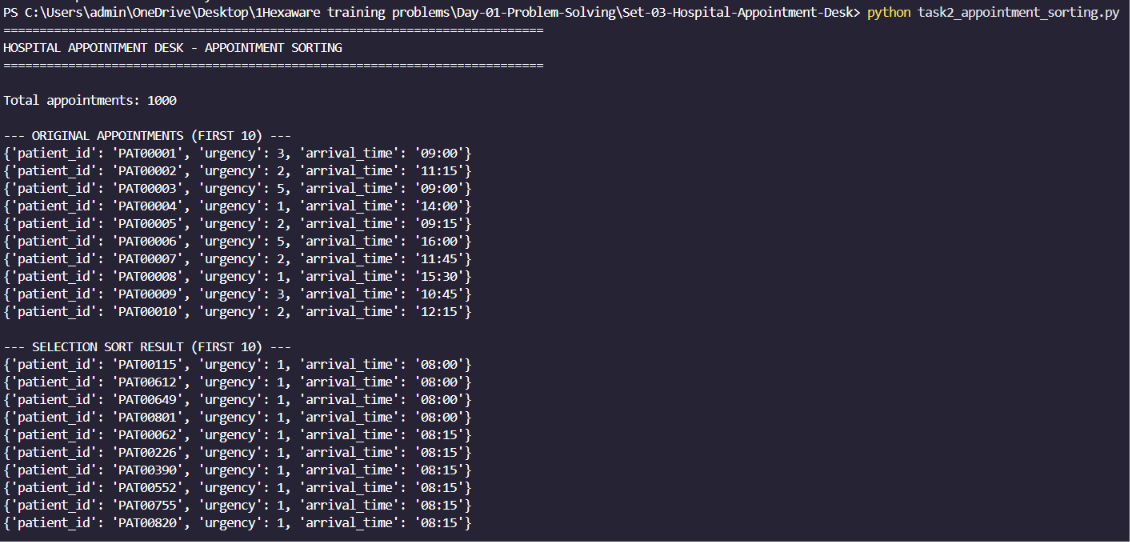 PS C:\Users\admin\OneDrive\Desktop\1Hexaware training problems\Day-01-Problem-Solving\Set-03-Hospital-Appointment-Desk> python task2_appointment_sorting.py
===========================================================================
HOSPITAL APPOINTMENT DESK - APPOINTMENT SORTING
===========================================================================
Total appointments: 1000
--- ORIGINAL APPOINTMENTS (FIRST 10) ---
{'patient_id': 'PAT00001', 'urgency': 3, 'arrival_time': '09:00'}
{'patient_id': 'PAT00002', 'urgency': 2, 'arrival_time': '11:15'}
{'patient_id': 'PAT00003', 'urgency': 5, 'arrival_time': '09:00'}
{'patient_id': 'PAT00004', 'urgency': 1, 'arrival_time': '14:00'}
{'patient_id': 'PAT00005', 'urgency': 2, 'arrival_time': '09:15'}
{'patient_id': 'PAT00006', 'urgency': 5, 'arrival_time': '16:00'}
{'patient_id': 'PAT00007', 'urgency': 2, 'arrival_time': '11:45'}
{'patient_id': 'PAT00008', 'urgency': 1, 'arrival_time': '15:30'}
{'patient_id': 'PAT00009', 'urgency': 3, 'arrival_time': '10:45'}
{'patient_id': 'PAT00010', 'urgency': 2, 'arrival_time': '12:15'}
--- SELECTION SORT RESULT (FIRST 10) ---
{'patient_id': 'PAT00115', 'urgency': 1, 'arrival_time': '08:00'}
{'patient_id': 'PAT00612', 'urgency': 1, 'arrival_time': '08:00'}
{'patient_id': 'PAT00649', 'urgency': 1, 'arrival_time': '08:00'}
{'patient_id': 'PAT00801', 'urgency': 1, 'arrival_time': '08:00'}
{'patient_id': 'PAT00062', 'urgency': 1, 'arrival_time': '08:15'}
{'patient_id': 'PAT00226', 'urgency': 1, 'arrival_time': '08:15'}
{'patient_id': 'PAT00390', 'urgency': 1, 'arrival_time': '08:15'}
{'patient_id': 'PAT00552', 'urgency': 1, 'arrival_time': '08:15'}
{'patient_id': 'PAT00755', 'urgency': 1, 'arrival_time': '08:15'}
{'patient_id': 'PAT00820', 'urgency': 1, 'arrival_time': '08:15'}